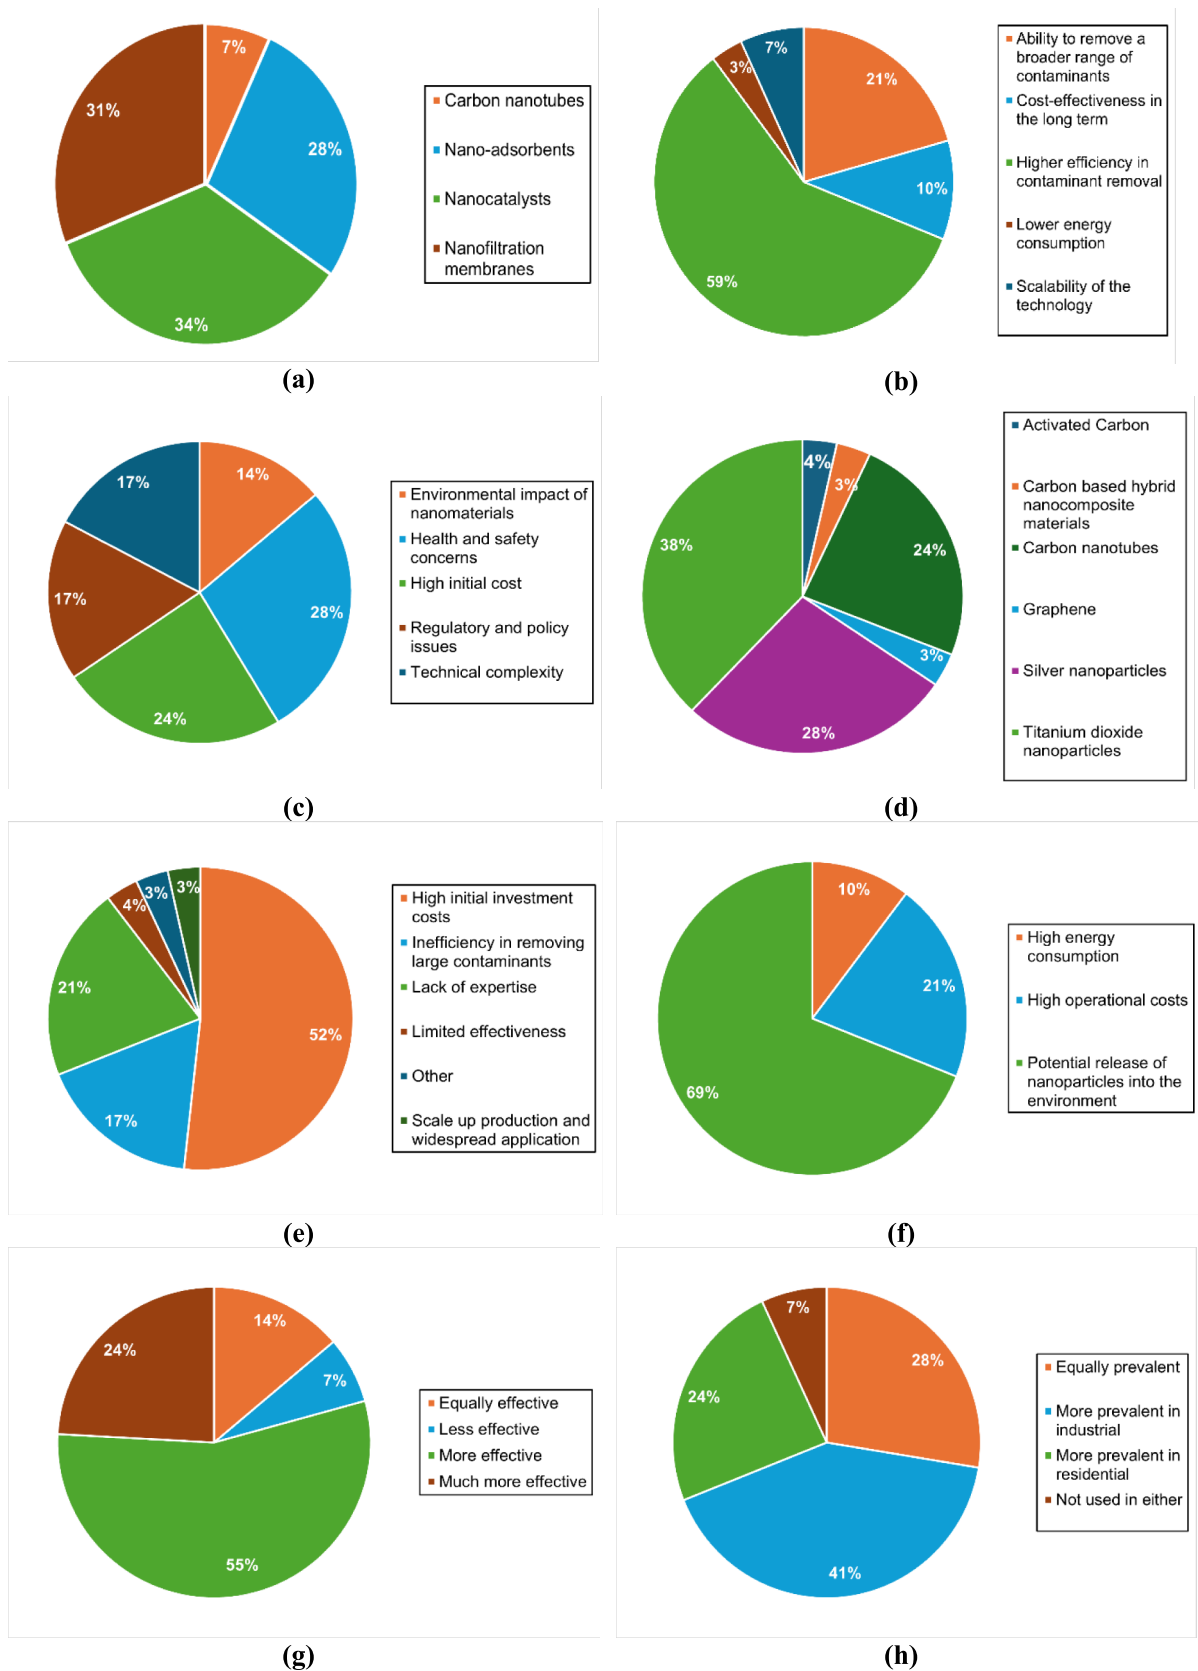 7%
28%
34%
31%
Carbon nanotubes
Nano-adsorbents
Nanocatalysts
Nanofiltration
membranes
(a)
21%
10%
59%
3%
7%
Ability to remove a
broader range of
contaminants
Cost-effectiveness in
the long term
Higher efficiency in
contaminant removal
Lower energy
consumption
Scalability of the
technology
(b)
14%
28%
24%
17%
17%
Environmental impact of
nanomaterials
Health and safety
concerns
High initial cost
Regulatory and policy
issues
Technical complexity
(c)
4%
3%
24%
3%
28%
38%
Activated Carbon
Carbon based hybrid
nanocomposite
materials
Carbon nanotubes
Graphene
Silver nanoparticles
Titanium dioxide
nanoparticles
(d)
52%
17%
21%
4%
3%
3%
High initial investment
costs
Inefficiency in removing
large contaminants
Lack of expertise
Limited effectiveness
Other
Scale up production and
widespread application
(e)
10%
21%
69%
High energy
consumption
High operational costs
Potential release of
nanoparticles into the
environment
(f)
14%
7%
55%
24%
Equally effective
Less effective
More effective
Much more effective
(g)
28%
41%
24%
7%
Equally prevalent
More prevalent in
industrial
More prevalent in
residential
Not used in either
(h)